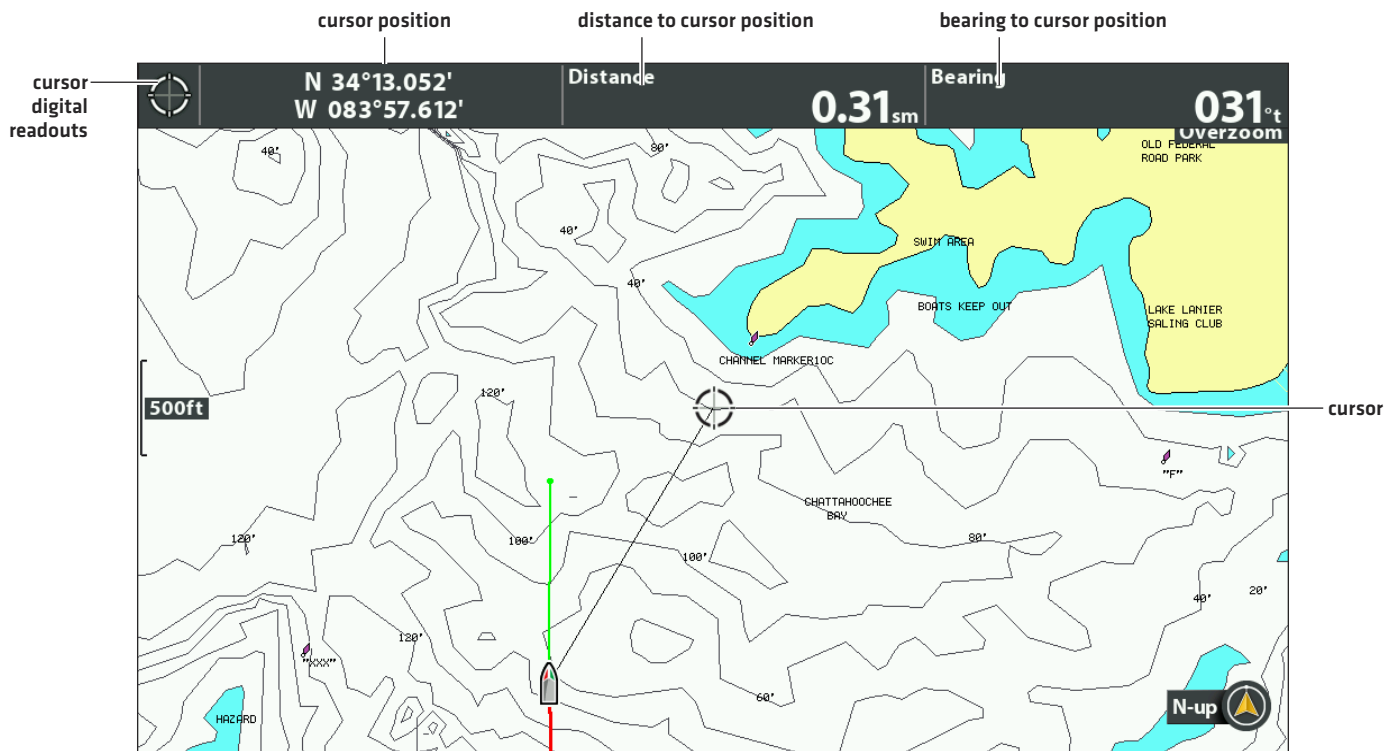 cursor position
distance to cursor position
bearing to cursor position
cursor
digital
readouts
N 34°13.052'
W 083°57.612'
Distance
0.31sm
Bearing
031°t
Overzoom
OLD FEDERAL
ROAD PARK
40'
80'
40'
SWIM AREA
40'
BOATS KEEP OUT
LAKE LANIER
SALING CLUB
CHANNEL MARKER10C
120'
500ft
cursor
"F"
CHATTAHOOCHEE
BAY
120'
100'
100'
80'
40'
20'
120'
"XXX"
60'
HAZARD
N-up